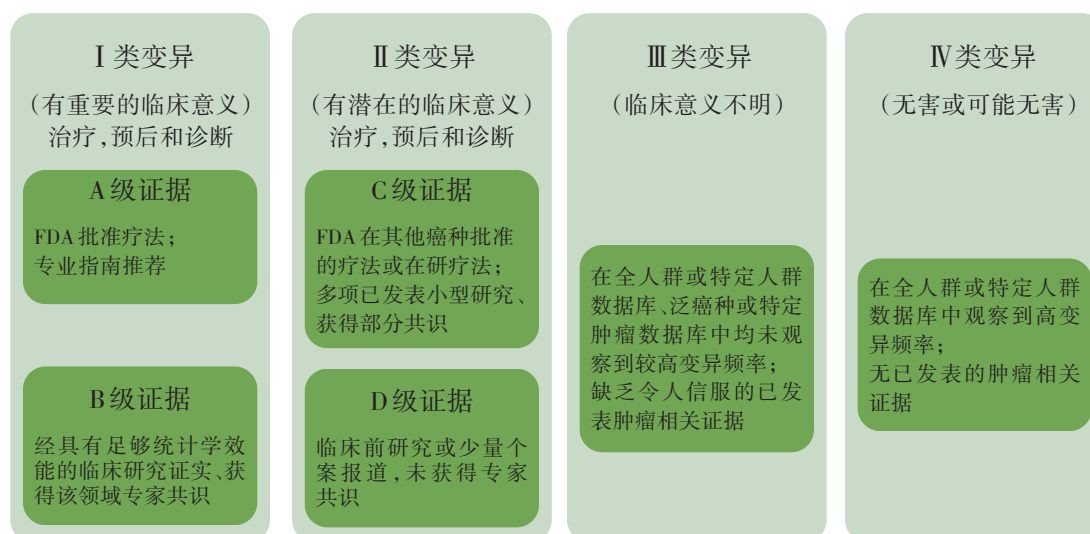 Ⅰ类变异
（有重要的临床意义）
治疗，预后和诊断
A级证据
FDA批准疗法；
专业指南推荐
B级证据
经具有足够统计学效
能的临床研究证实、获
得该领域专家共识
Ⅱ类变异
（有潜在的临床意义）
治疗，预后和诊断
C级证据
FDA在其他癌种批准
的疗法或在研疗法；
多项已发表小型研究、
获得部分共识
D级证据
临床前研究或少量个
案报道，未获得专家
共识
Ⅲ类变异
（临床意义不明）
在全人群或特定人群
数据库、泛癌种或特定
肿瘤数据库中均未观
察到较高变异频率；
缺乏令人信服的已发
表肿瘤相关证据
Ⅳ类变异
（无害或可能无害）
在全人群或特定人群
数据库中观察到高变
异频率；
无已发表的肿瘤相关
证据